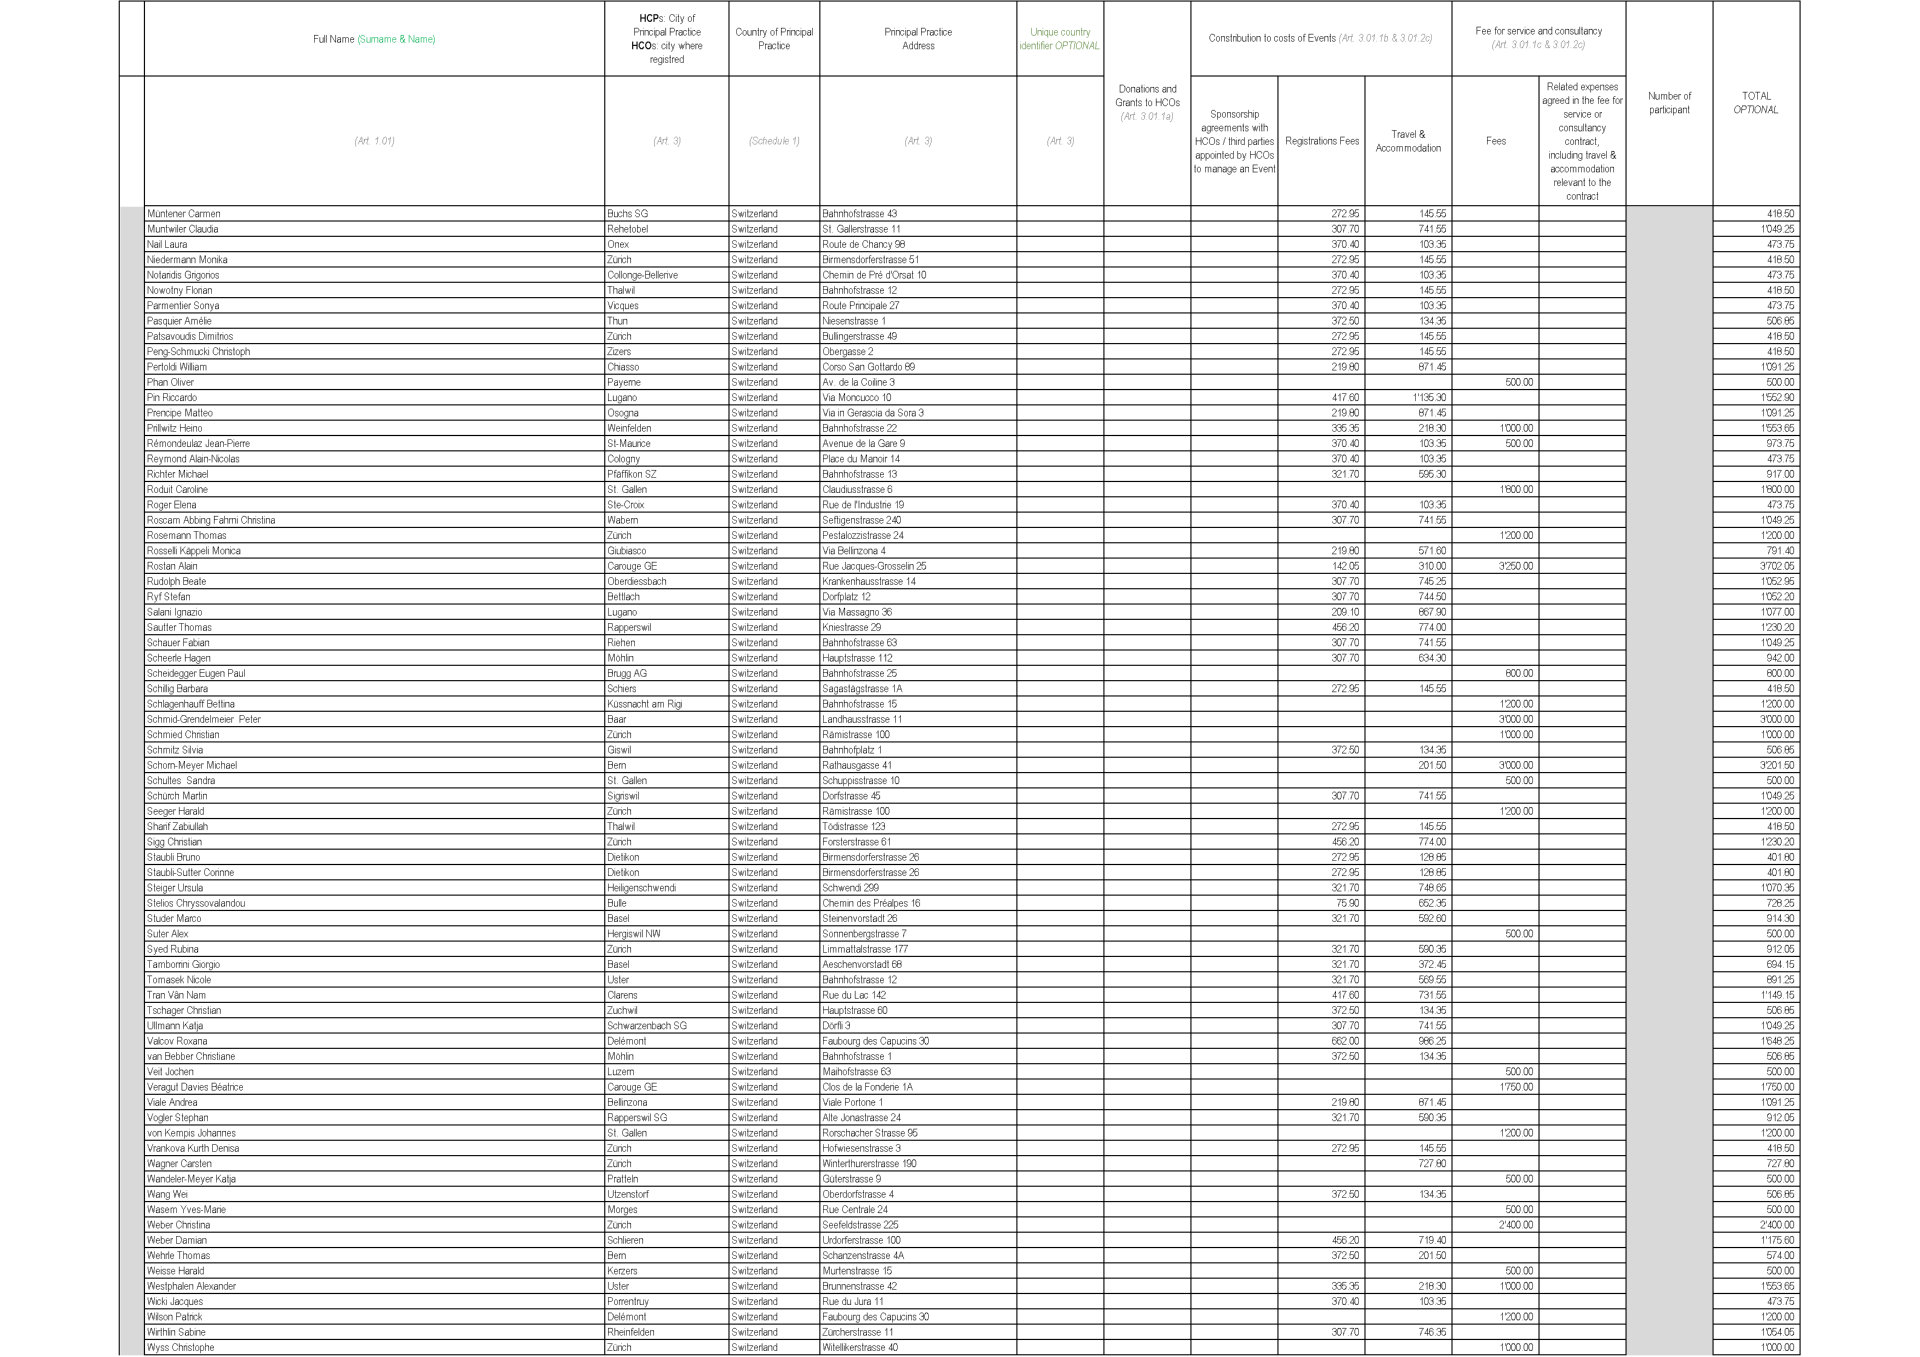 Full Name (Surname & Name)
HCPs: City of Principal Practice HCOs: city where registred
Country of Principal Practice
Principal Practice Address
Unique country identifier OPTIONAL
Donations and Grants to HCOs (Art. 3.01.1a)
Constribution to costs of Events (Art. 3.01.1b & 3.01.2c)
Fee for service and consultancy (Art. 3.01.1c & 3.01.2c)
Number of participant
TOTAL OPTIONAL
(Art. 1.01)
(Art. 3)
(Schedule 1)
(Art. 3)
(Art. 3)
Sponsorship agreements with HCOs / third parties appointed by HCOs to manage an Event
Registrations Fees
Travel & Accommodation
Fees
Related expenses agreed in the fee for service or consultancy contract, including travel & accommodation relevant to the contract
Müntener Carmen Buchs SG Switzerland Bahnhofstrasse 43 272.95 145.55 418.50
Muntwiler Claudia Rehetobel Switzerland St. Gallerstrasse 11 307.70 741.55 1'049.25
Nail Laura Onex Switzerland Route de Chancy 98 370.40 103.35 473.75
Niedermann Monika Zürich Switzerland Birmensdorferstrasse 51 272.95 145.55 418.50
Notaridis Grigorios Collonge-Bellerive Switzerland Chemin de Pré d'Orsat 10 370.40 103.35 473.75
Nowotny Florian Thalwil Switzerland Bahnhofstrasse 12 272.95 145.55 418.50
Parmentier Sonya Vicques Switzerland Route Principale 27 370.40 103.35 473.75
Pasquier Amélie Thun Switzerland Niesenstrasse 1 372.50 134.35 506.85
Patsavoudis Dimitrios Zürich Switzerland Bullingerstrasse 49 272.95 145.55 418.50
Peng-Schmucki Christoph Zizers Switzerland Obergasse 2 272.95 145.55 418.50
Pertoldi William Chiasso Switzerland Corso San Gottardo 89 219.80 871.45 1'091.25
Phan Oliver Payerne Switzerland Av. de la Coiline 3 500.00 500.00
Pin Riccardo Lugano Switzerland Via Moncucco 10 417.60 1'135.30 1'552.90
Prencipe Matteo Osogna Switzerland Via in Gerascia da Sora 3 219.80 871.45 1'091.25
Prillwitz Heino Weinfelden Switzerland Bahnhofstrasse 22 335.35 218.30 1'000.00 1'553.65
Rémondeulaz Jean-Pierre St-Maurice Switzerland Avenue de la Gare 9 370.40 103.35 500.00 973.75
Reymond Alain-Nicolas Cologny Switzerland Place du Manoir 14 370.40 103.35 473.75
Richter Michael Pfäffikon SZ Switzerland Bahnhofstrasse 13 321.70 595.30 917.00
Roduit Caroline St. Gallen Switzerland Claudiusstrasse 6 1'800.00 1'800.00
Roger Elena Ste-Croix Switzerland Rue de l'Industrie 19 370.40 103.35 473.75
Roscam Abbing Fahrni Christina Wabern Switzerland Seftigenstrasse 240 307.70 741.55 1'049.25
Rosemann Thomas Zürich Switzerland Pestalozzistrasse 24 1'200.00 1'200.00
Rosselli Käppeli Monica Giubiasco Switzerland Via Bellinzona 4 219.80 571.60 791.40
Rostan Alain Carouge GE Switzerland Rue Jacques-Grosselin 25 142.05 310.00 3'250.00 3'702.05
Rudolph Beate Oberdiessbach Switzerland Krankenhausstrasse 14 307.70 745.25 1'052.95
Ryf Stefan Bettlach Switzerland Dorfplatz 12 307.70 744.50 1'052.20
Salani Ignazio Lugano Switzerland Via Massagno 36 209.10 867.90 1'077.00
Sautter Thomas Rapperswil Switzerland Kniestrasse 29 456.20 774.00 1'230.20
Schauer Fabian Riehen Switzerland Bahnhofstrasse 63 307.70 741.55 1'049.25
Scheerle Hagen Möhlin Switzerland Hauptstrasse 112 307.70 634.30 942.00
Scheidegger Eugen Paul Brugg AG Switzerland Bahnhofstrasse 25 800.00 800.00
Schillig Barbara Schiers Switzerland Sagastägstrasse 1A 272.95 145.55 418.50
Schlagenhauff Bettina Küssnacht am Rigi Switzerland Bahnhofstrasse 15 1'200.00 1'200.00
Schmid-Grendelmeier Peter Baar Switzerland Landhausstrasse 11 3'000.00 3'000.00
Schmied Christian Zürich Switzerland Rämistrasse 100 1'000.00 1'000.00
Schmitz Silvia Giswil Switzerland Bahnhofplatz 1 372.50 134.35 506.85
Schorn-Meyer Michael Bern Switzerland Rathausgasse 41 201.50 3'000.00 3'201.50
Schultes Sandra St. Gallen Switzerland Schuppisstrasse 10 500.00 500.00
Schürch Martin Sigriswil Switzerland Dorfstrasse 45 307.70 741.55 1'049.25
Seeger Harald Zürich Switzerland Rämistrasse 100 1'200.00 1'200.00
Sharif Zabiullah Thalwil Switzerland Tödistrasse 123 272.95 145.55 418.50
Sigg Christian Zürich Switzerland Forsterstrasse 61 456.20 774.00 1'230.20
Staubli Bruno Dietikon Switzerland Birmensdorferstrasse 26 272.95 128.85 401.80
Staubli-Sutter Corinne Dietikon Switzerland Birmensdorferstrasse 26 272.95 128.85 401.80
Steiger Ursula Heiligenschwendi Switzerland Schwendi 299 321.70 748.65 1'070.35
Stelios Chryssovalandou Bulle Switzerland Chemin des Préalpes 16 75.90 652.35 728.25
Studer Marco Basel Switzerland Steinenvorstadt 26 321.70 592.60 914.30
Suter Alex Hergiswil NW Switzerland Sonnenbergstrasse 7 500.00 500.00
Syed Rubina Zürich Switzerland Limmattalstrasse 177 321.70 590.35 912.05
Tambornni Giorgio Basel Switzerland Aeschenvorstadt 68 321.70 372.45 694.15
Tomasek Nicole Uster Switzerland Bahnhofstrasse 12 321.70 569.55 891.25
Tran Vân Nam Clarens Switzerland Rue du Lac 142 417.60 731.55 1'149.15
Tschager Christian Zuchwil Switzerland Hauptstrasse 60 372.50 134.35 506.85
Ullmann Katja Schwarzenbach SG Switzerland Dörfli 3 307.70 741.55 1'049.25
Valcov Roxana Delémont Switzerland Faubourg des Capucins 30 662.00 986.25 1'648.25
van Bebber Christiane Möhlin Switzerland Bahnhofstrasse 1 372.50 134.35 506.85
Veit Jochen Luzern Switzerland Maihofstrasse 63 500.00 500.00
Veragut Davies Béatrice Carouge GE Switzerland Clos de la Fonderie 1A 1'750.00 1'750.00
Viale Andrea Bellinzona Switzerland Viale Portone 1 219.80 871.45 1'091.25
Vogler Stephan Rapperswil SG Switzerland Alte Jonastrasse 24 321.70 590.35 912.05
von Kempis Johannes St. Gallen Switzerland Rorschacher Strasse 95 1'200.00 1'200.00
Vrankova Kurth Denisa Zürich Switzerland Hofwiesenstrasse 3 272.95 145.55 418.50
Wagner Carsten Zürich Switzerland Winterthurerstrasse 190 727.80 727.80
Wandeler-Meyer Katja Pratteln Switzerland Güterstrasse 9 500.00 500.00
Wang Wei Utzenstorf Switzerland Oberdorfstrasse 4 372.50 134.35 506.85
Wasem Yves-Marie Morges Switzerland Rue Centrale 24 500.00 500.00
Weber Christina Zürich Switzerland Seefeldstrasse 225 2'400.00 2'400.00
Weber Damian Schlieren Switzerland Urdorferstrasse 100 456.20 719.40 1'175.60
Wehrle Thomas Bern Switzerland Schanzenstrasse 4A 372.50 201.50 574.00
Weisse Harald Kerzers Switzerland Murtenstrasse 15 500.00 500.00
Westphalen Alexander Uster Switzerland Brunnenstrasse 42 335.35 218.30 1'000.00 1'553.65
Wicki Jacques Porrentruy Switzerland Rue du Jura 11 370.40 103.35 473.75
Wilson Patrick Delémont Switzerland Faubourg des Capucins 30 1'200.00 1'200.00
Wirthlin Sabine Rheinfelden Switzerland Zürcherstrasse 11 307.70 746.35 1'054.05
Wyss Christophe Zürich Switzerland Witellikerstrasse 40 1'000.00 1'000.00